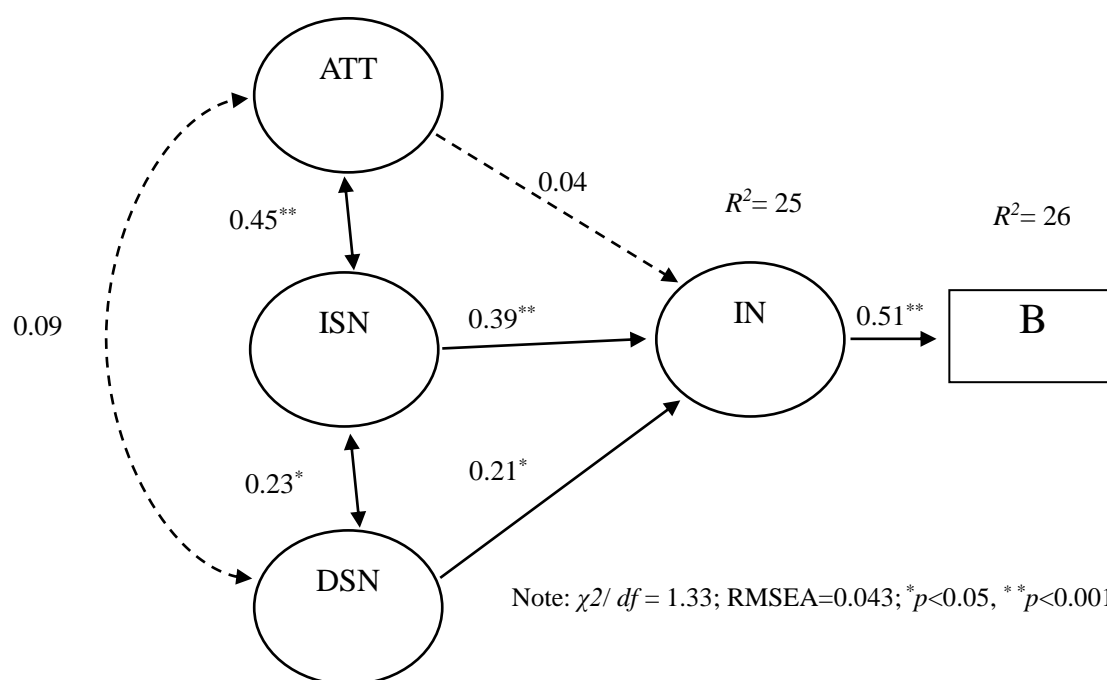 ATT
0.04
R²= 25
R²= 26
0.45**
0.09
ISN
0.39**
IN
0.51**
B
0.23*
0.21*
DSN
Note: χ2/ df = 1.33; RMSEA=0.043; *p<0.05, **p<0.001